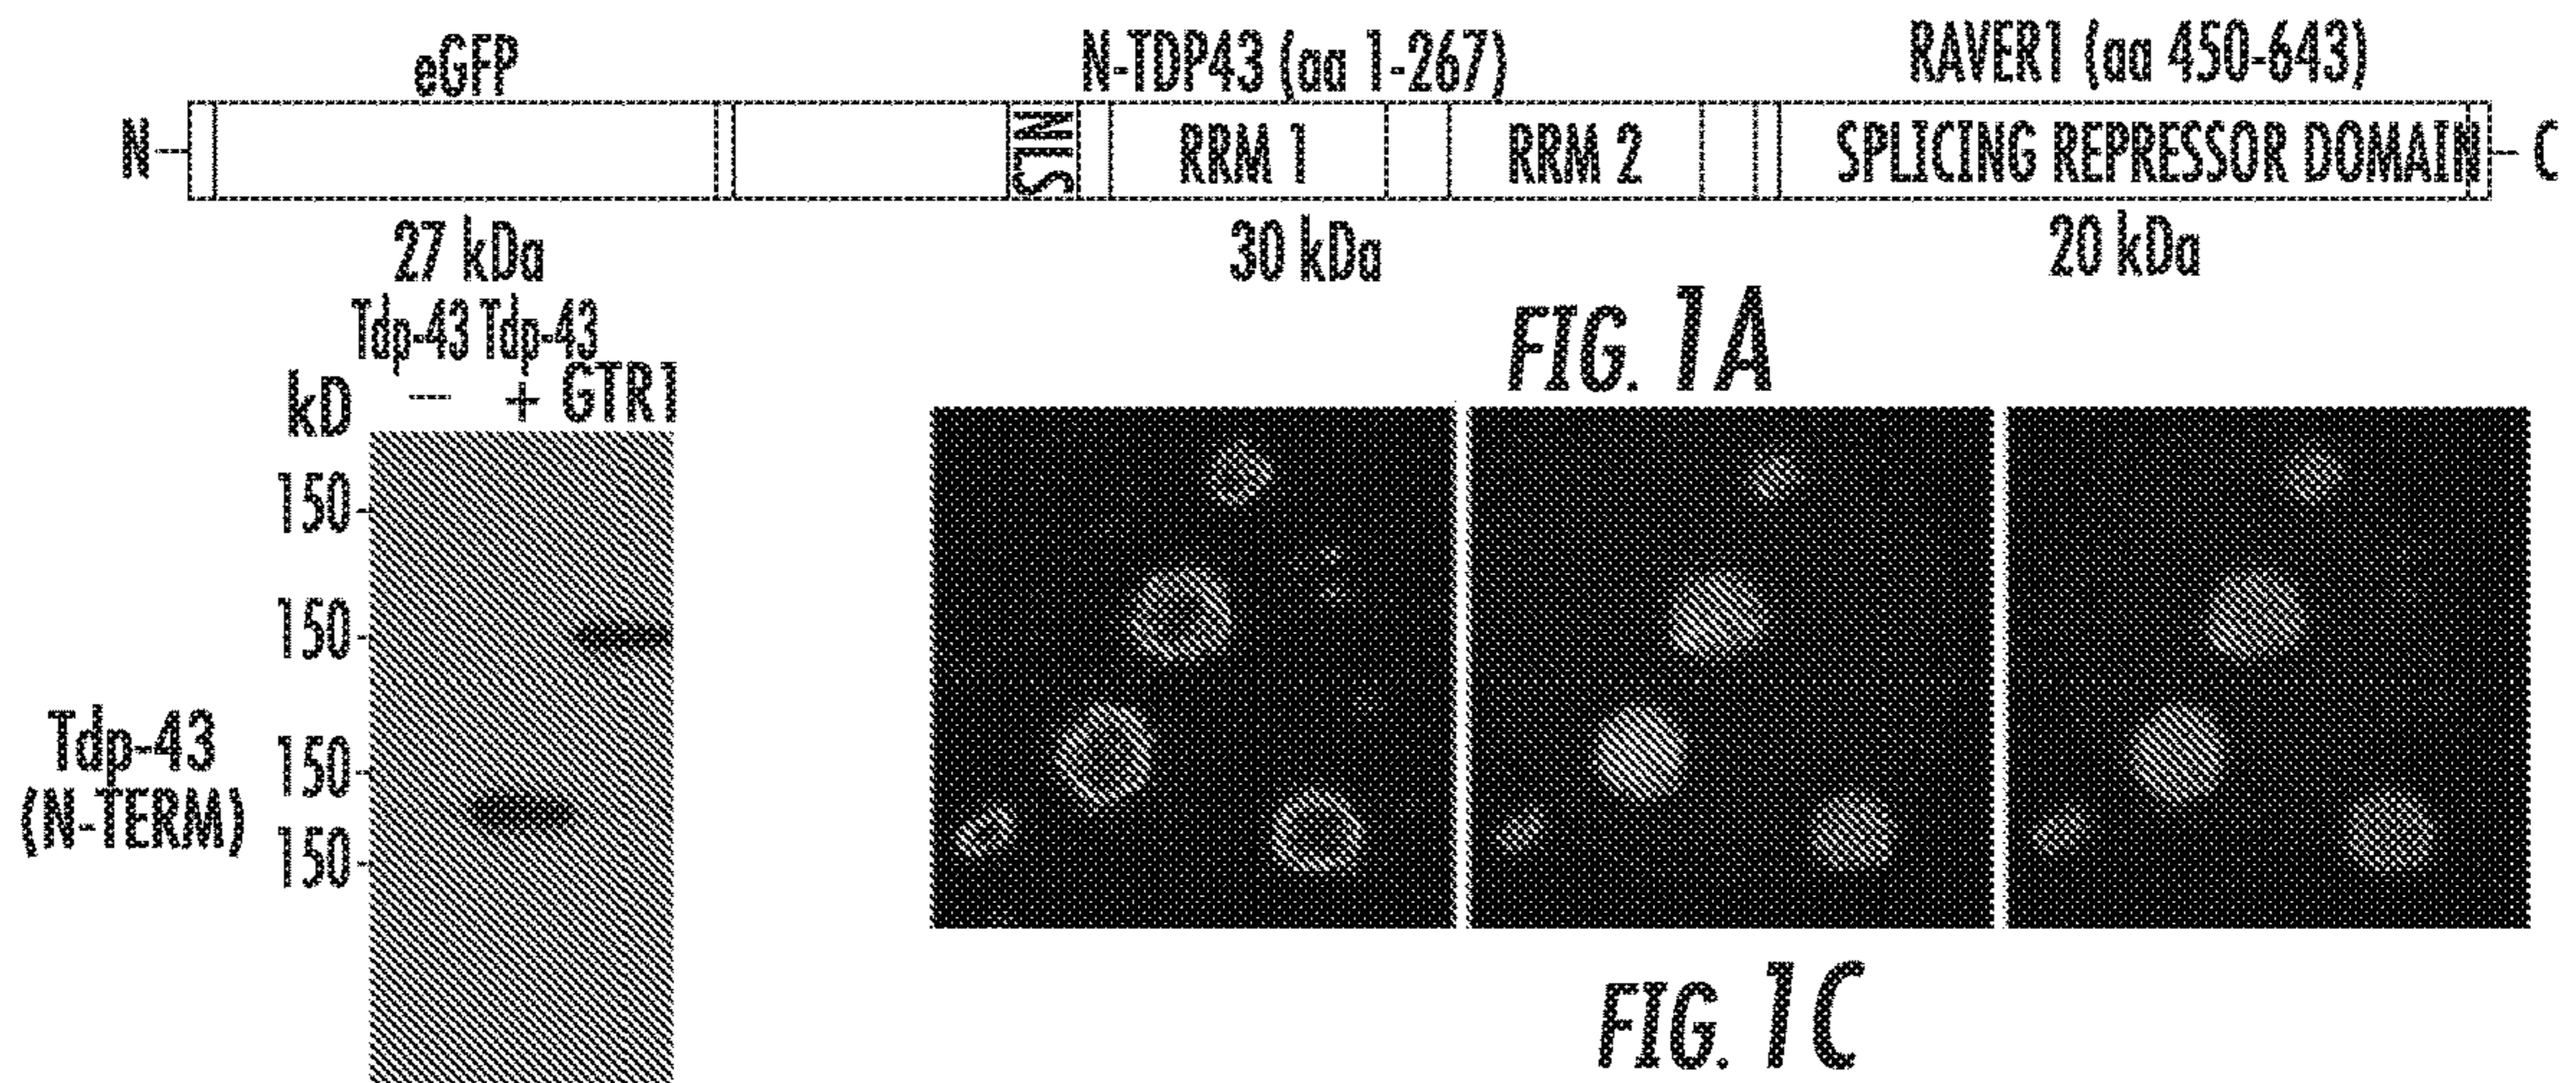 eGFP
N-TDP43 (aa 1-267)
RAVER1 (aa 450-643)
N
NLS
RRM 1
RRM 2
SPLICING REPRESSOR DOMAIN
C
27 kDa
30 kDa
20 kDa
FIG. 1A
Tdp-43 Tdp-43
kD -- + GTR1
150
150
150
150
Tdp-43
(N-TERM)
FIG. 1C